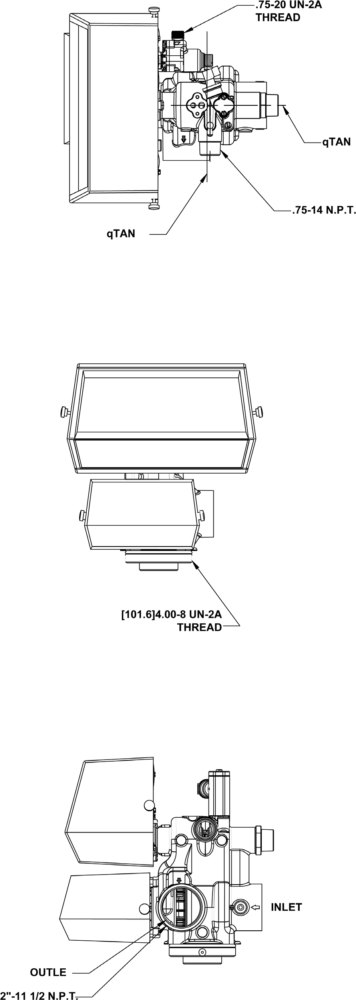 .75-20 UN-2A
THREAD
qTAN
.75-14 N.P.T.
qTAN
[101.6]4.00-8 UN-2A
THREAD
INLET
OUTLE
2"-11 1/2 N.P.T.